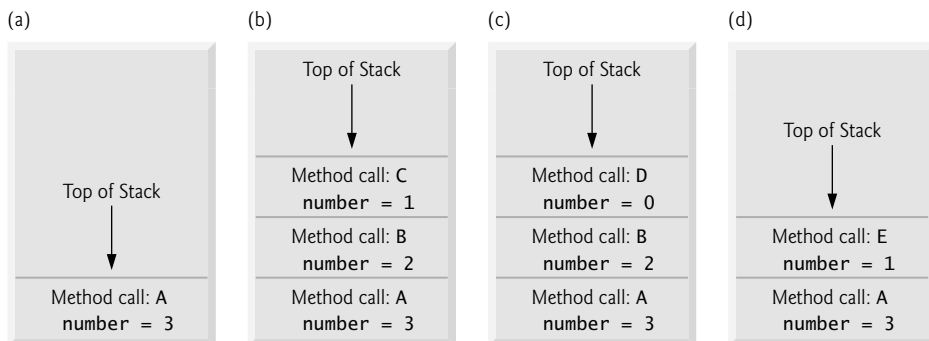 (a)
Top of Stack
Method call: A
number = 3
(b)
Top of Stack
Method call: C
number = 1
Method call: B
number = 2
Method call: A
number = 3
(c)
Top of Stack
Method call: D
number = 0
Method call: B
number = 2
Method call: A
number = 3
(d)
Top of Stack
Method call: E
number = 1
Method call: A
number = 3